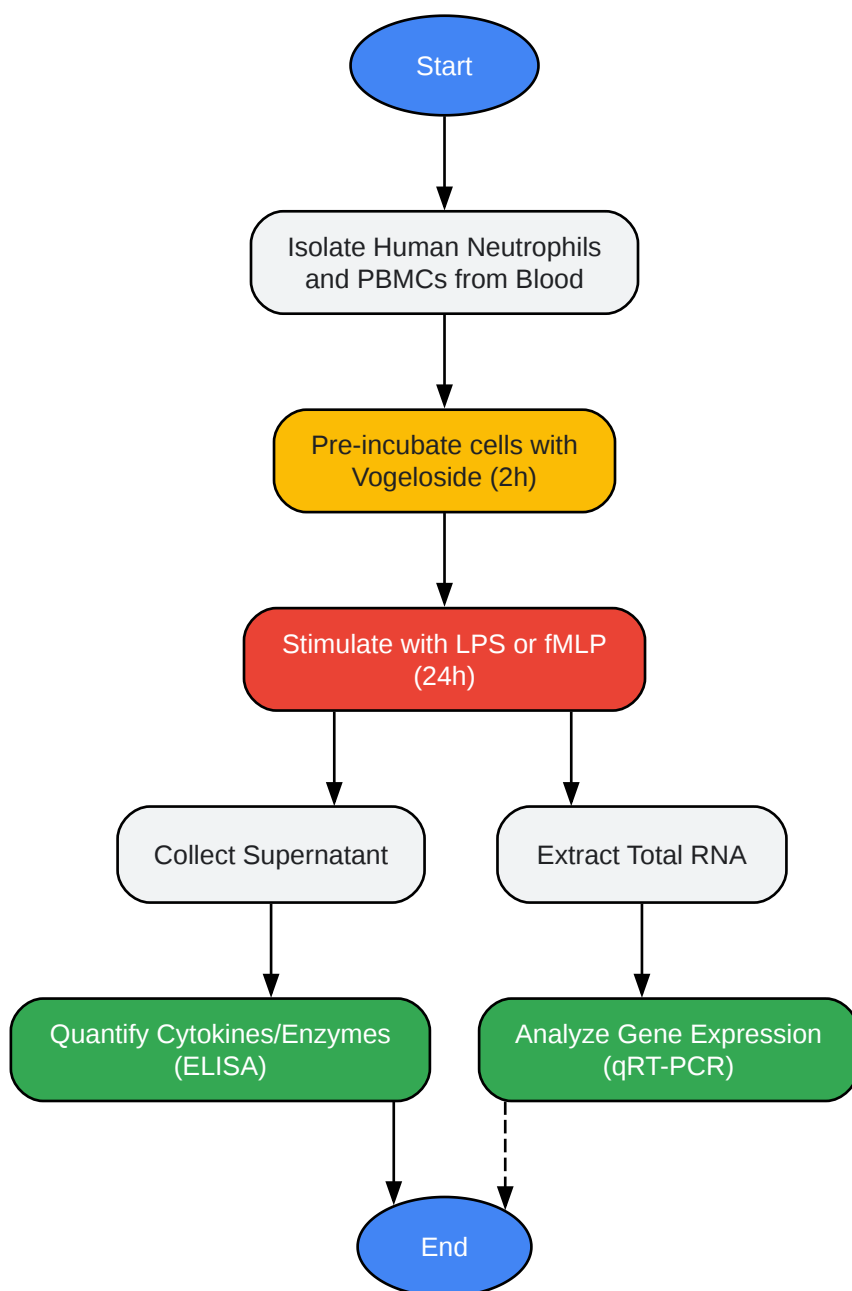 Start
Isolate Human Neutrophils
and PBMCs from Blood
Pre-incubate cells with
Vogeloside (2h)
Stimulate with LPS or fMLP
(24h)
Collect Supernatant
Extract Total RNA
Quantify Cytokines/Enzymes
(ELISA)
Analyze Gene Expression
(qRT-PCR)
End